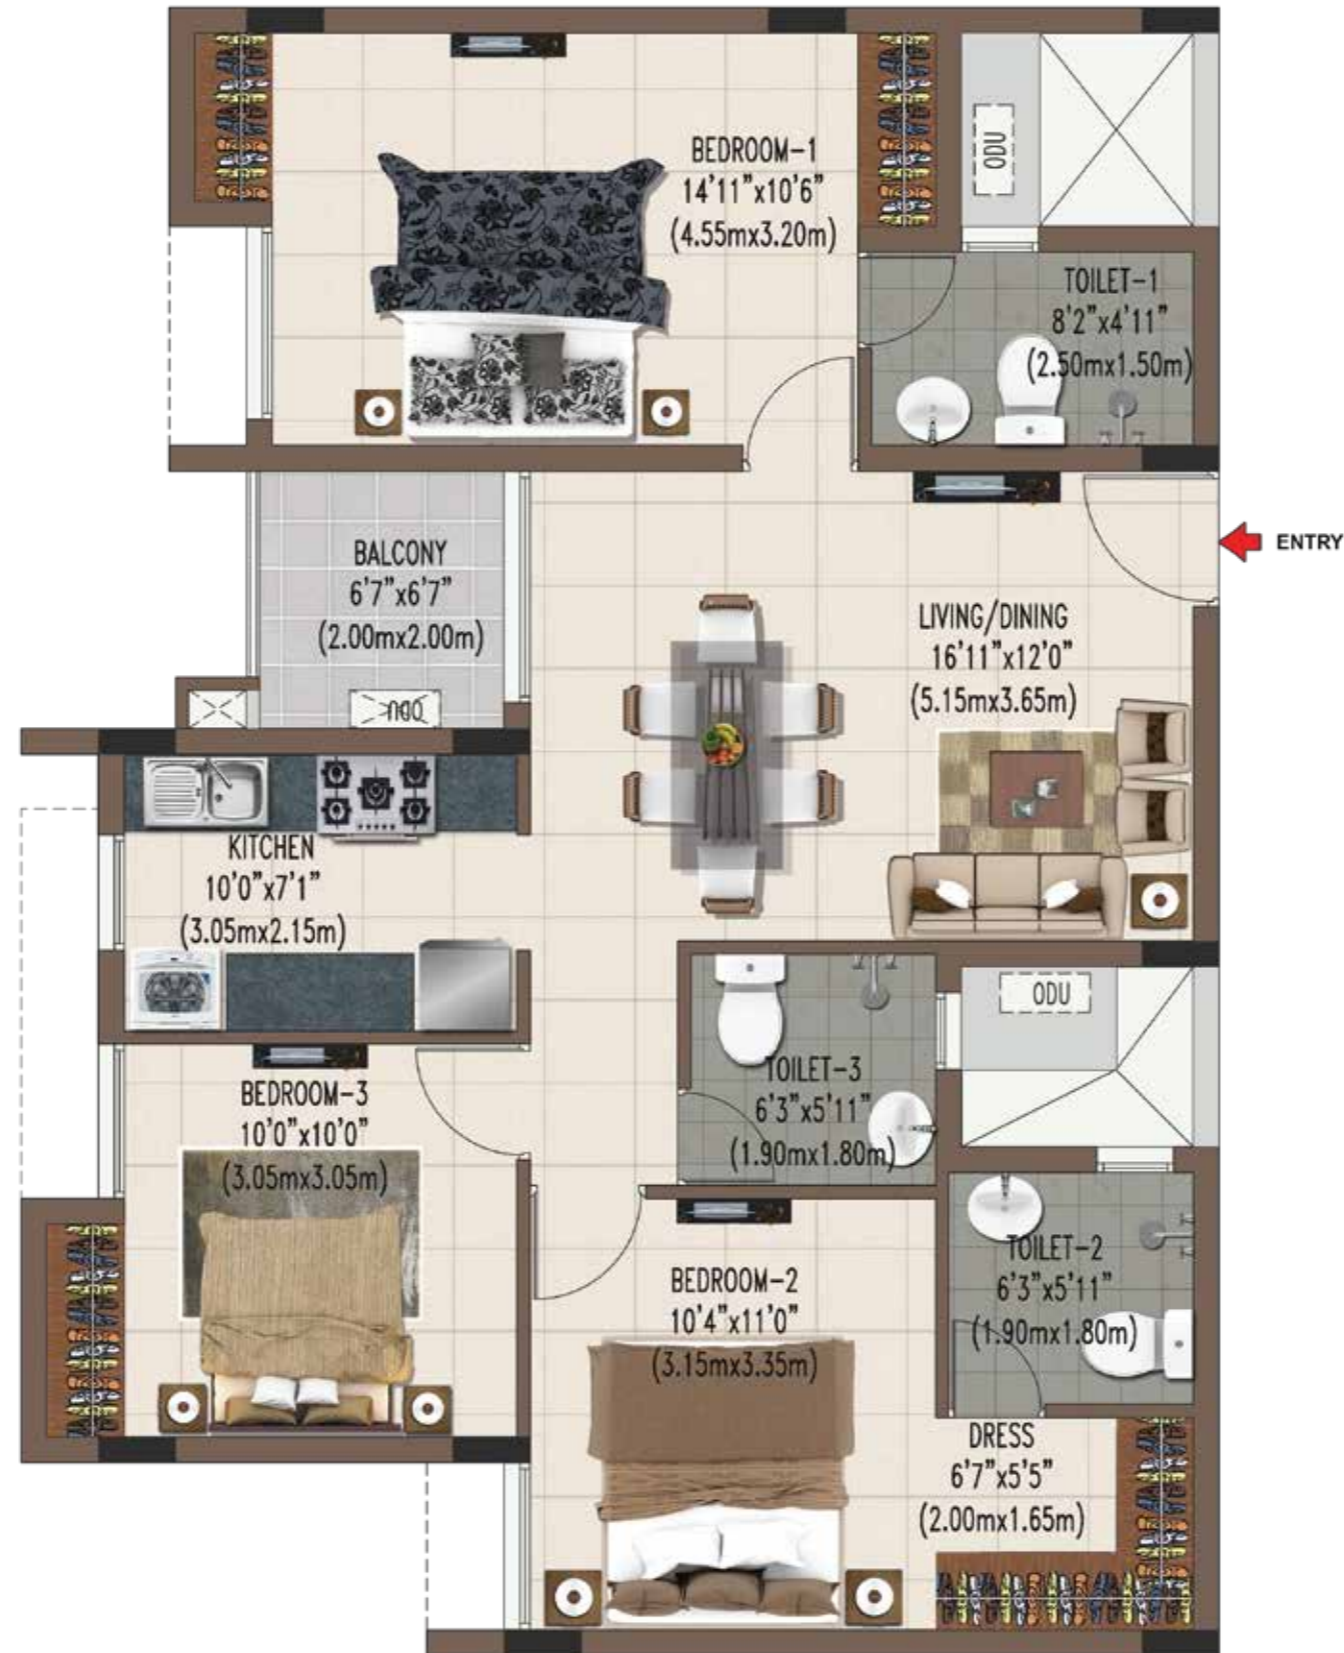 BEDROOM-1
14'11"x10'6"
(4.55mx3.20m)
ODU
TOILET-1
8'2"x4'11"
(2.50mx1.50m)
ENTRY
BALCONY
6'7"x6'7"
(2.00mx2.00m)
ODU
LIVING/DINING
16'11"x12'0"
(5.15mx3.65m)
KITCHEN
10'0"x7'1"
(3.05mx2.15m)
ODU
TOILET-3
6'3"x5'11"
(1.90mx1.80m)
BEDROOM-3
10'0"x10'0"
(3.05mx3.05m)
TOILET-2
6'3"x5'11"
(1.90mx1.80m)
BEDROOM-2
10'4"x11'0"
(3.15mx3.35m)
DRESS
6'7"x5'5"
(2.00mx1.65m)